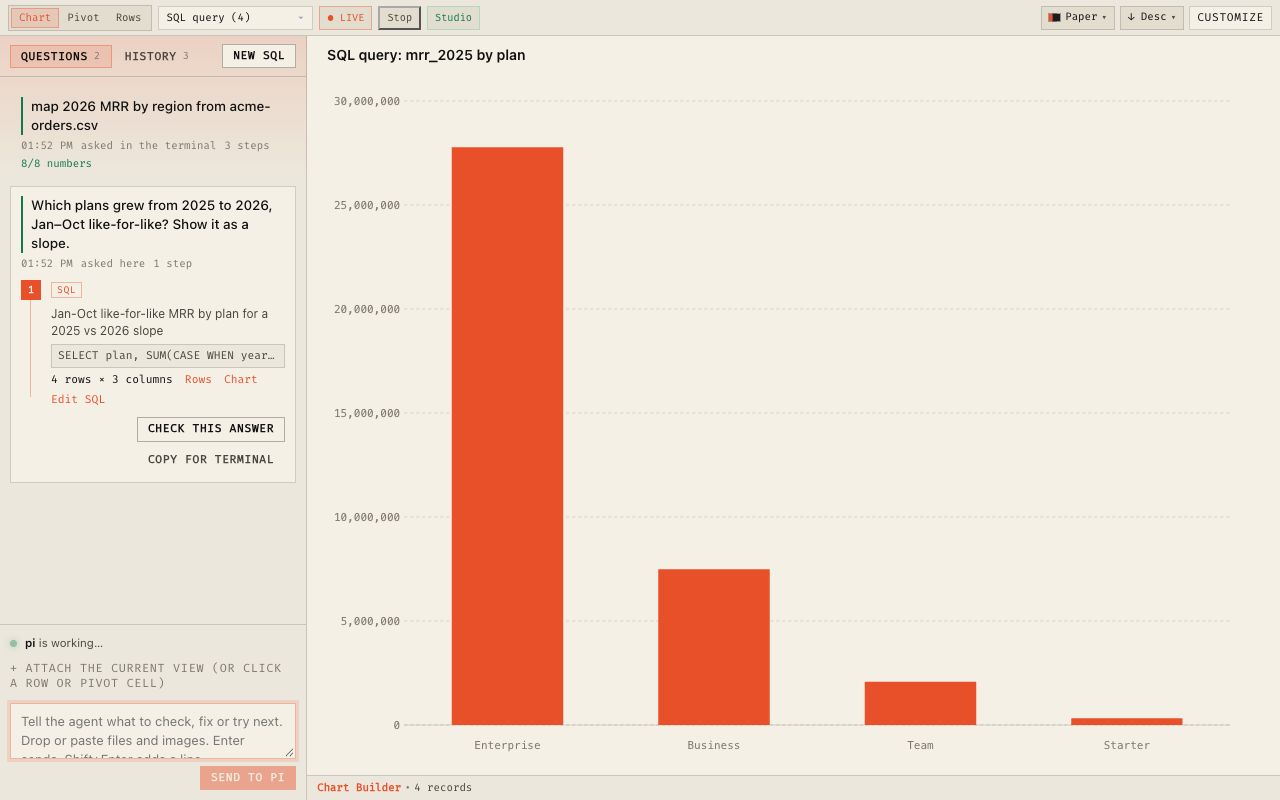 Chart Pivot Rows SQL query (4) LIVE Stop Studio Paper Desc CUSTOMIZE
QUESTIONS 2 HISTORY 3 NEW SQL
map 2026 MRR by region from acme-
orders.csv
01:52 PM asked in the terminal 3 steps
8/8 numbers
Which plans grew from 2025 to 2026,
Jan–Oct like-for-like? Show it as a
slope.
01:52 PM asked here 1 step
1 SQL
Jan-Oct like-for-like MRR by plan for a
2025 vs 2026 slope
SELECT plan, SUM(CASE WHEN year…
4 rows × 3 columns Rows Chart
Edit SQL
CHECK THIS ANSWER
COPY FOR TERMINAL
pi is working…
+ ATTACH THE CURRENT VIEW (OR CLICK
A ROW OR PIVOT CELL)
Tell the agent what to check, fix or try next.
Drop or paste files and images. Enter
sends. Shift+Enter adds a line.
SEND TO PI
SQL query: mrr_2025 by plan
30,000,000
25,000,000
20,000,000
15,000,000
10,000,000
5,000,000
0
Enterprise Business Team Starter
Chart Builder • 4 records